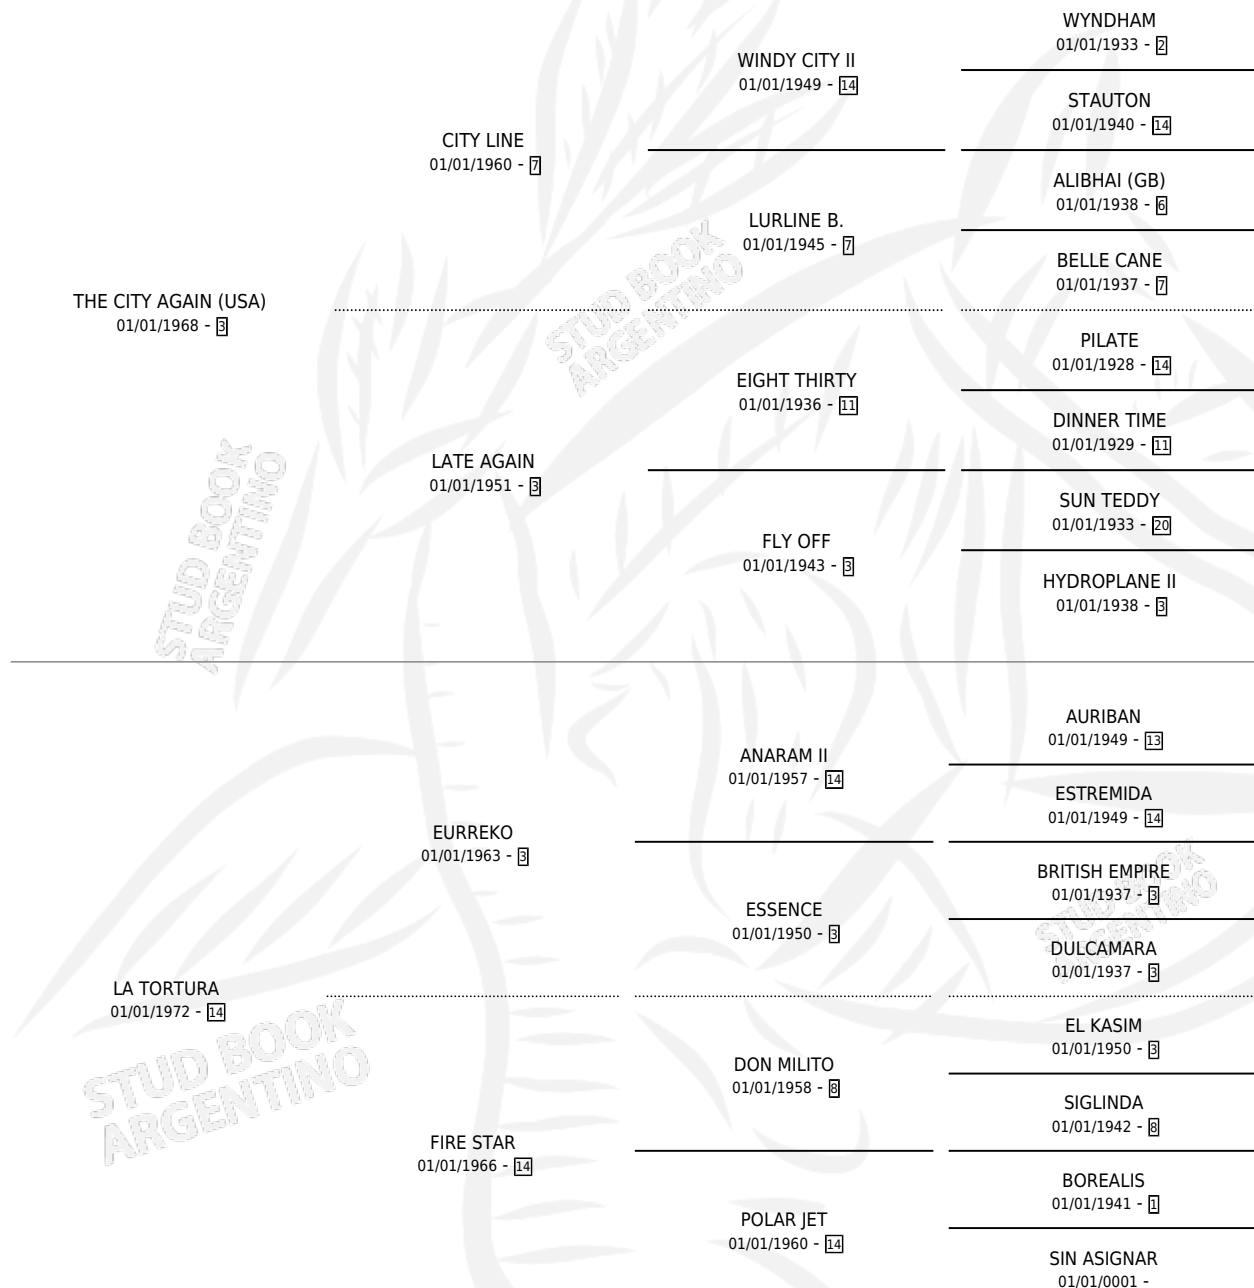 WYNDHAM
01/01/1933 - 2
WINDY CITY II
01/01/1949 - 14
STAUTON
01/01/1940 - 14
CITY LINE
01/01/1960 - 7
ALIBHAI (GB)
01/01/1938 - 6
LURLINE B.
01/01/1945 - 7
BELLE CANE
01/01/1937 - 7
THE CITY AGAIN (USA)
01/01/1968 - 3
PILATE
01/01/1928 - 14
EIGHT THIRTY
01/01/1936 - 11
DINNER TIME
01/01/1929 - 11
LATE AGAIN
01/01/1951 - 3
SUN TEDDY
01/01/1933 - 20
FLY OFF
01/01/1943 - 3
HYDROPLANE II
01/01/1938 - 3
AURIBAN
01/01/1949 - 13
ANARAM II
01/01/1957 - 14
ESTREMIDA
01/01/1949 - 14
EURREKO
01/01/1963 - 3
BRITISH EMPIRE
01/01/1937 - 3
ESSENCE
01/01/1950 - 3
DULCAMARA
01/01/1937 - 3
LA TORTURA
01/01/1972 - 14
EL KASIM
01/01/1950 - 3
DON MILITO
01/01/1958 - 8
SIGLINDA
01/01/1942 - 8
FIRE STAR
01/01/1966 - 14
BOREALIS
01/01/1941 - 1
POLAR JET
01/01/1960 - 14
SIN ASIGNAR
01/01/0001 -
STUD BOOK
ARGENTINO
STUD BOOK
ARGENTINO
STUD BOOK
ARGENTINO
STUD BOOK
ARGENTINO